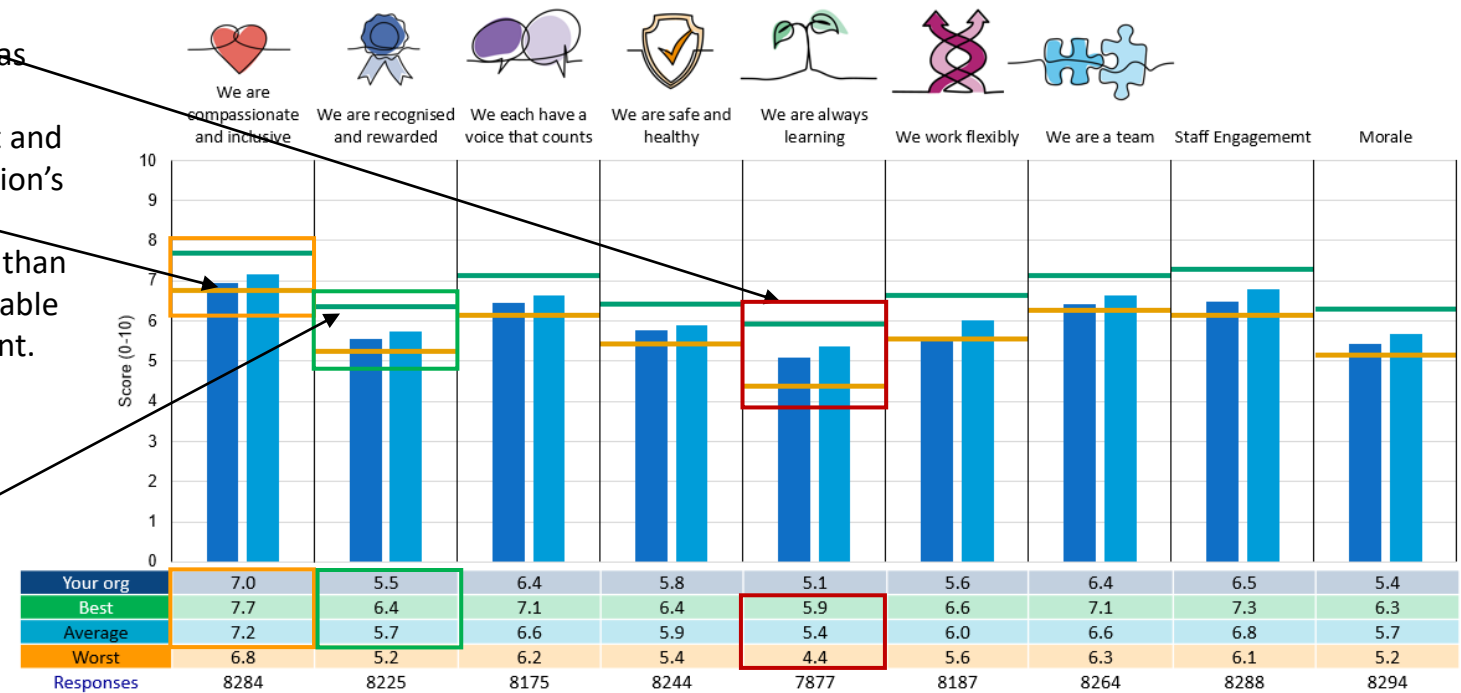 as
t and
ion's
than
able
nt.
We are
compassionate
and inclusive
We are recognised
and rewarded
We each have a
voice that counts
We are safe and
healthy
We are always
learning
We work flexibly
We are a team
Staff Engagememt
Morale
10
9
8
7
6
5
4
3
2
1
0
Score (0-10)
Your org 7.0 5.5 6.4 5.8 5.1 5.6 6.4 6.5 5.4
Best 7.7 6.4 7.1 6.4 5.9 6.6 7.1 7.3 6.3
Average 7.2 5.7 6.6 5.9 5.4 6.0 6.6 6.8 5.7
Worst 6.8 5.2 6.2 5.4 4.4 5.6 6.3 6.1 5.2
Responses 8284 8225 8175 8244 7877 8187 8264 8288 8294